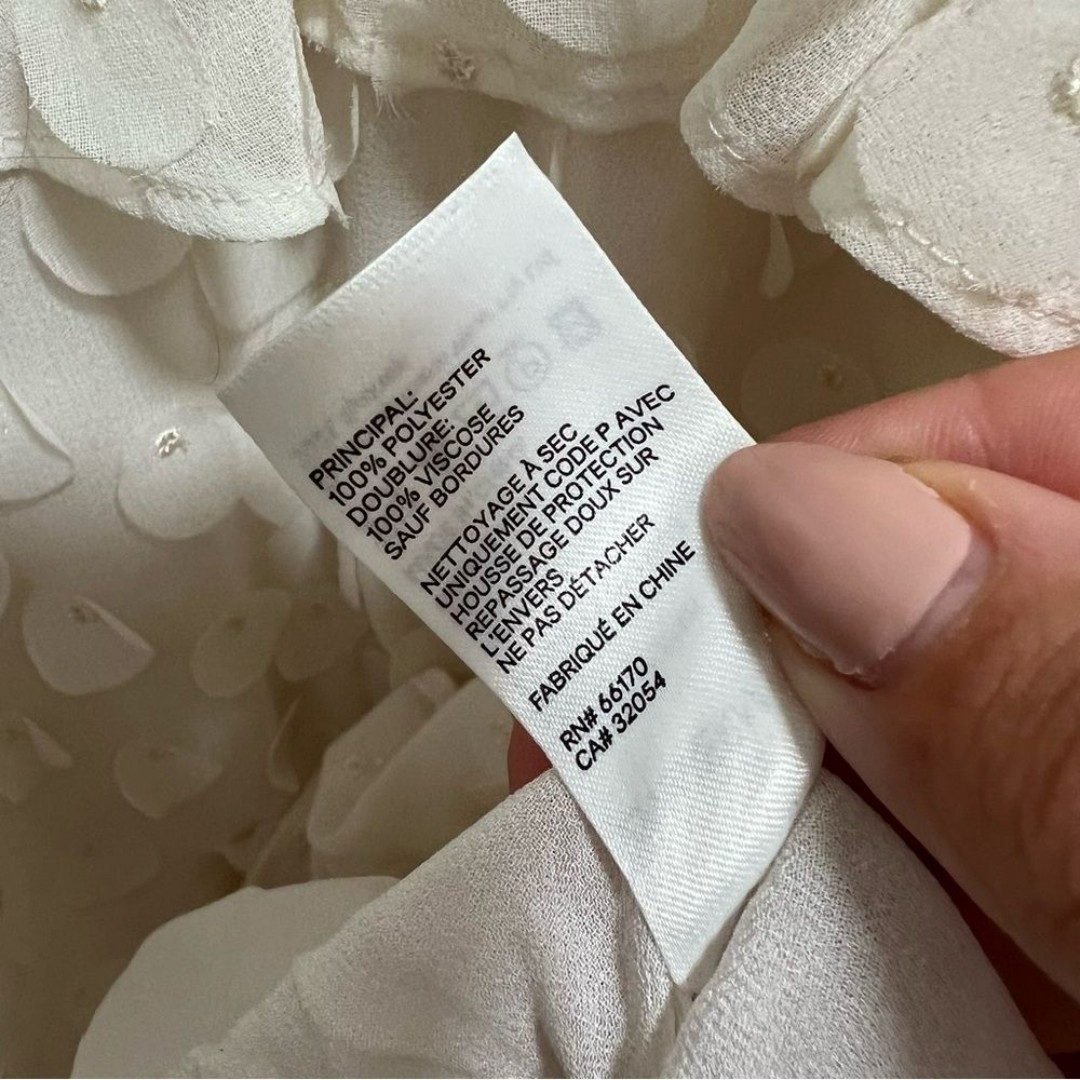 PRINCIPAL:
100% POLYESTER
DOUBLURE:
100% VISCOSE
SAUF BORDURES
NETTOYAGE À SEC
UNIQUEMENT CODE P AVEC
HOUSSE DE PROTECTION
REPASSAGE DOUX SUR
L'ENVERS
NE PAS DÉTACHER
FABRIQUÉ EN CHINE
RN# 66170
CA# 32054